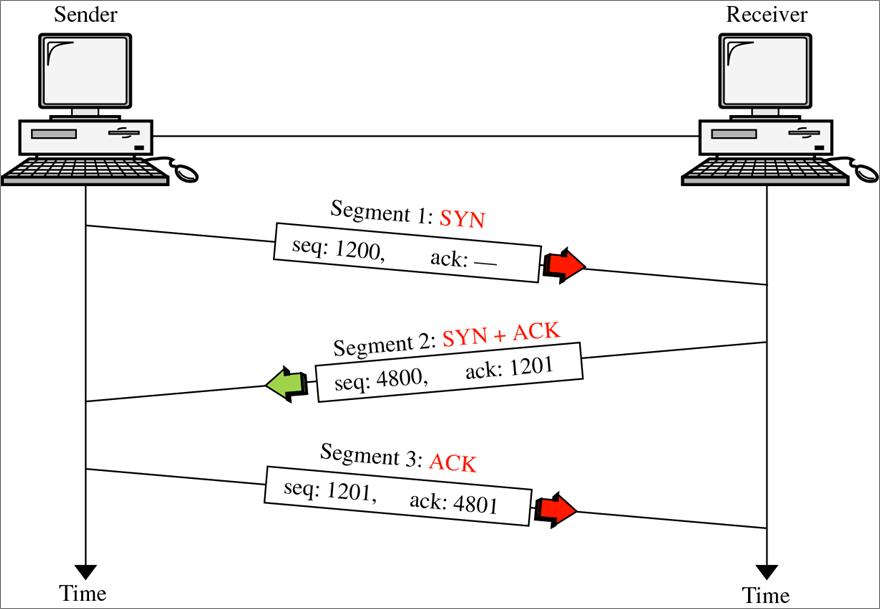 Sender Receiver
Segment 1: SYN
seq: 1200, ack: —
Segment 2: SYN + ACK
seq: 4800, ack: 1201
Segment 3: ACK
seq: 1201, ack: 4801
Time Time